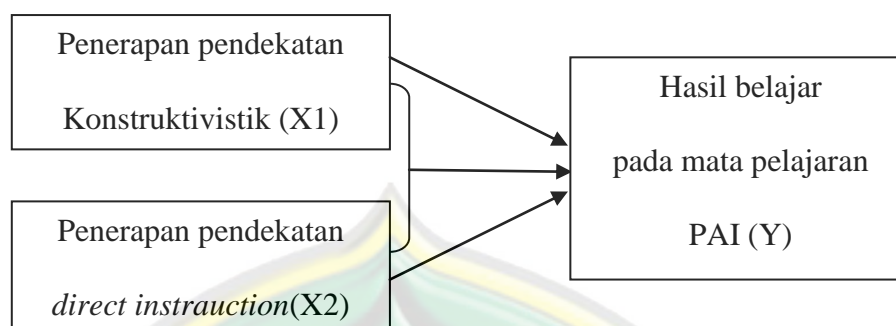 Penerapan pendekatan
Konstruktivistik (X1)
Hasil belajar
pada mata pelajaran
PAI (Y)
Penerapan pendekatan
direct instrauction(X2)